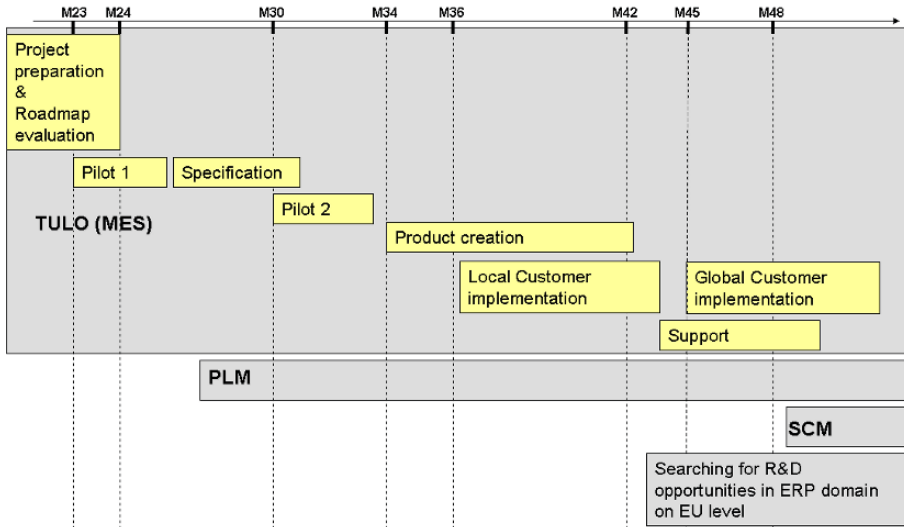 M23 M24 M30 M34 M36 M42 M45 M48
Project
preparation
&
Roadmap
evaluation
Pilot 1
Specification
Pilot 2
TULO (MES)
Product creation
Local Customer
implementation
Global Customer
implementation
Support
PLM
SCM
Searching for R&D
opportunities in ERP domain
on EU level